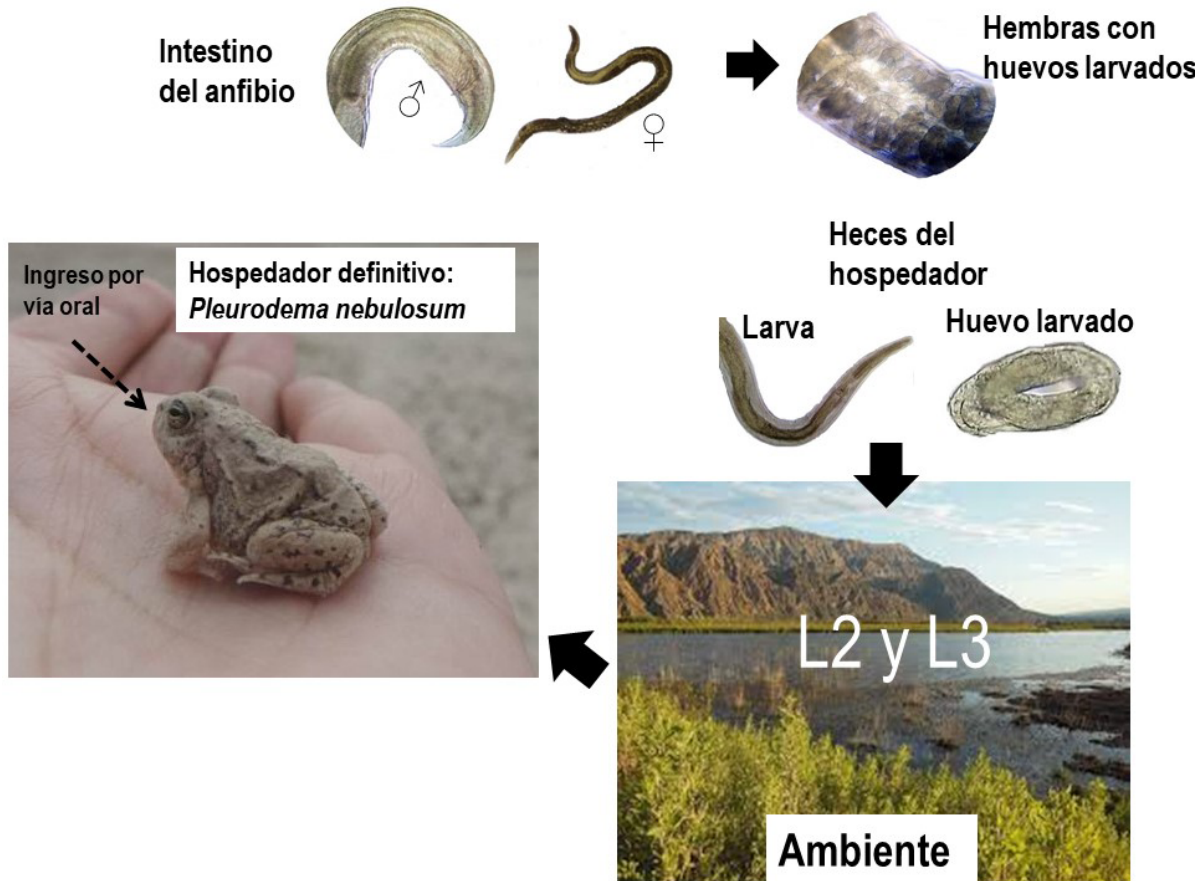 Intestino
del anfibio
♂
♀
Hembras con
huevos larvados
Heces del
hospedador
Larva
Huevo larvado
Ingreso por
vía oral
Hospedador definitivo:
Pleurodema nebulosum
L2 y L3
Ambiente